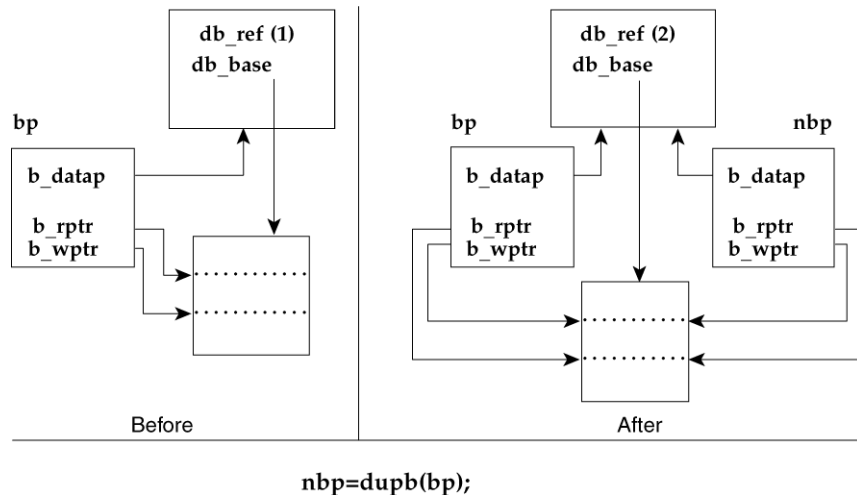 db_ref (1)
db_base
bp
b_datap
b_rptr
b_wptr
Before
db_ref (2)
db_base
bp
nbp
b_datap
b_datap
b_rptr
b_rptr
b_wptr
b_wptr
After
nbp=dupb(bp);